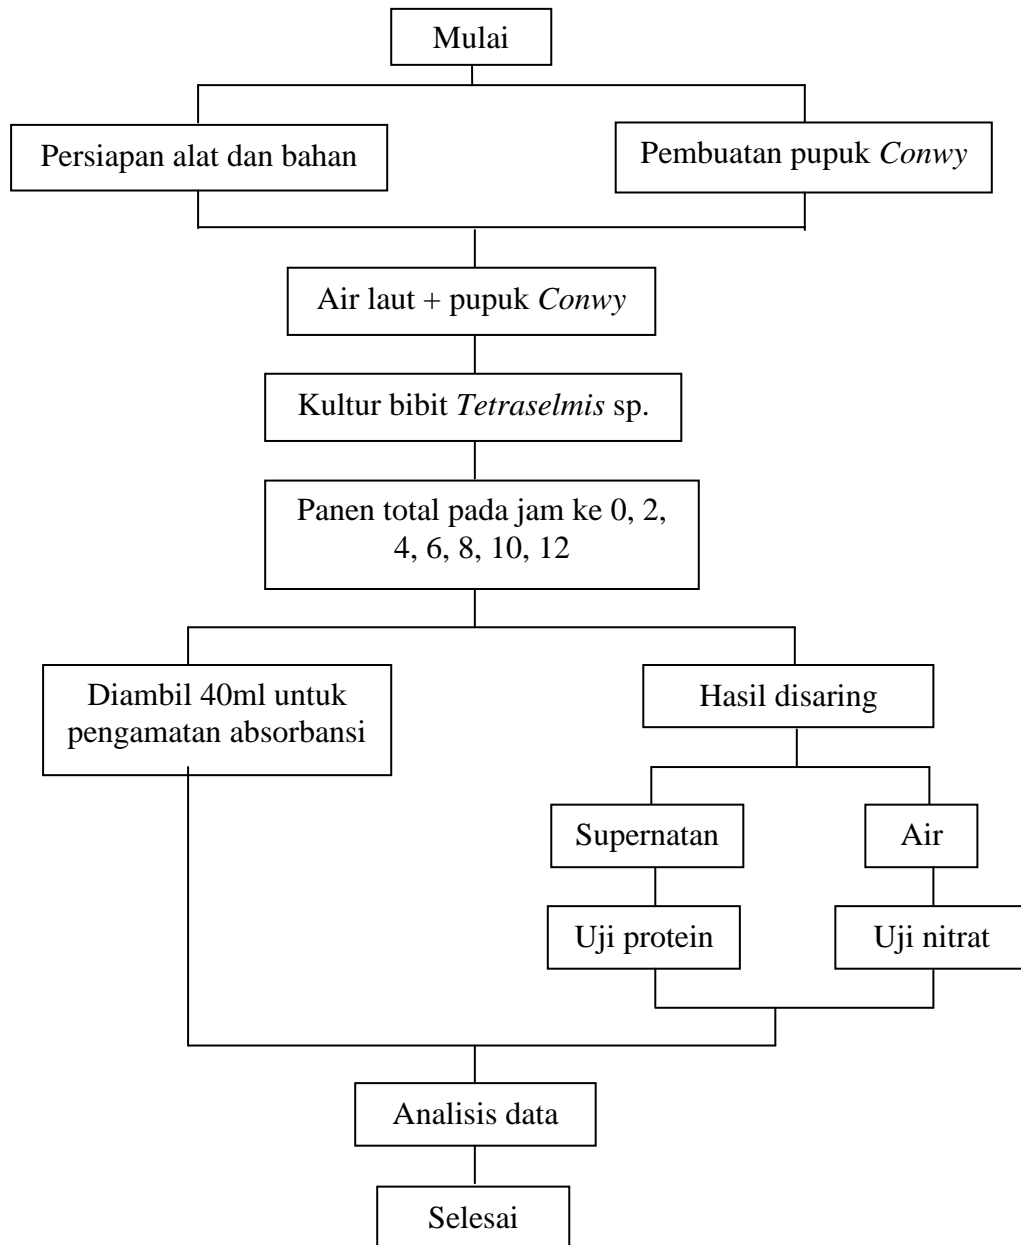 Mulai
Persiapan alat dan bahan
Pembuatan pupuk Conwy
Air laut + pupuk Conwy
Kultur bibit Tetraselmis sp.
Panen total pada jam ke 0, 2,
4, 6, 8, 10, 12
Diambil 40ml untuk
pengamatan absorbansi
Hasil disaring
Supernatan
Air
Uji protein
Uji nitrat
Analisis data
Selesai